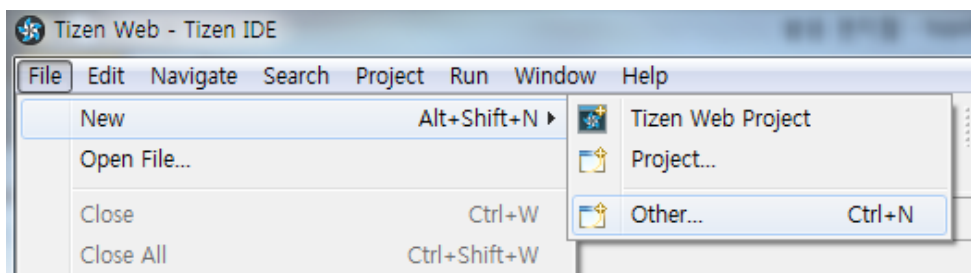 Tizen Web - Tizen IDE
File Edit Navigate Search Project Run Window Help
New Alt+Shift+N
Open File...
Close Ctrl+W
Close All Ctrl+Shift+W
Tizen Web Project
Project...
Other... Ctrl+N